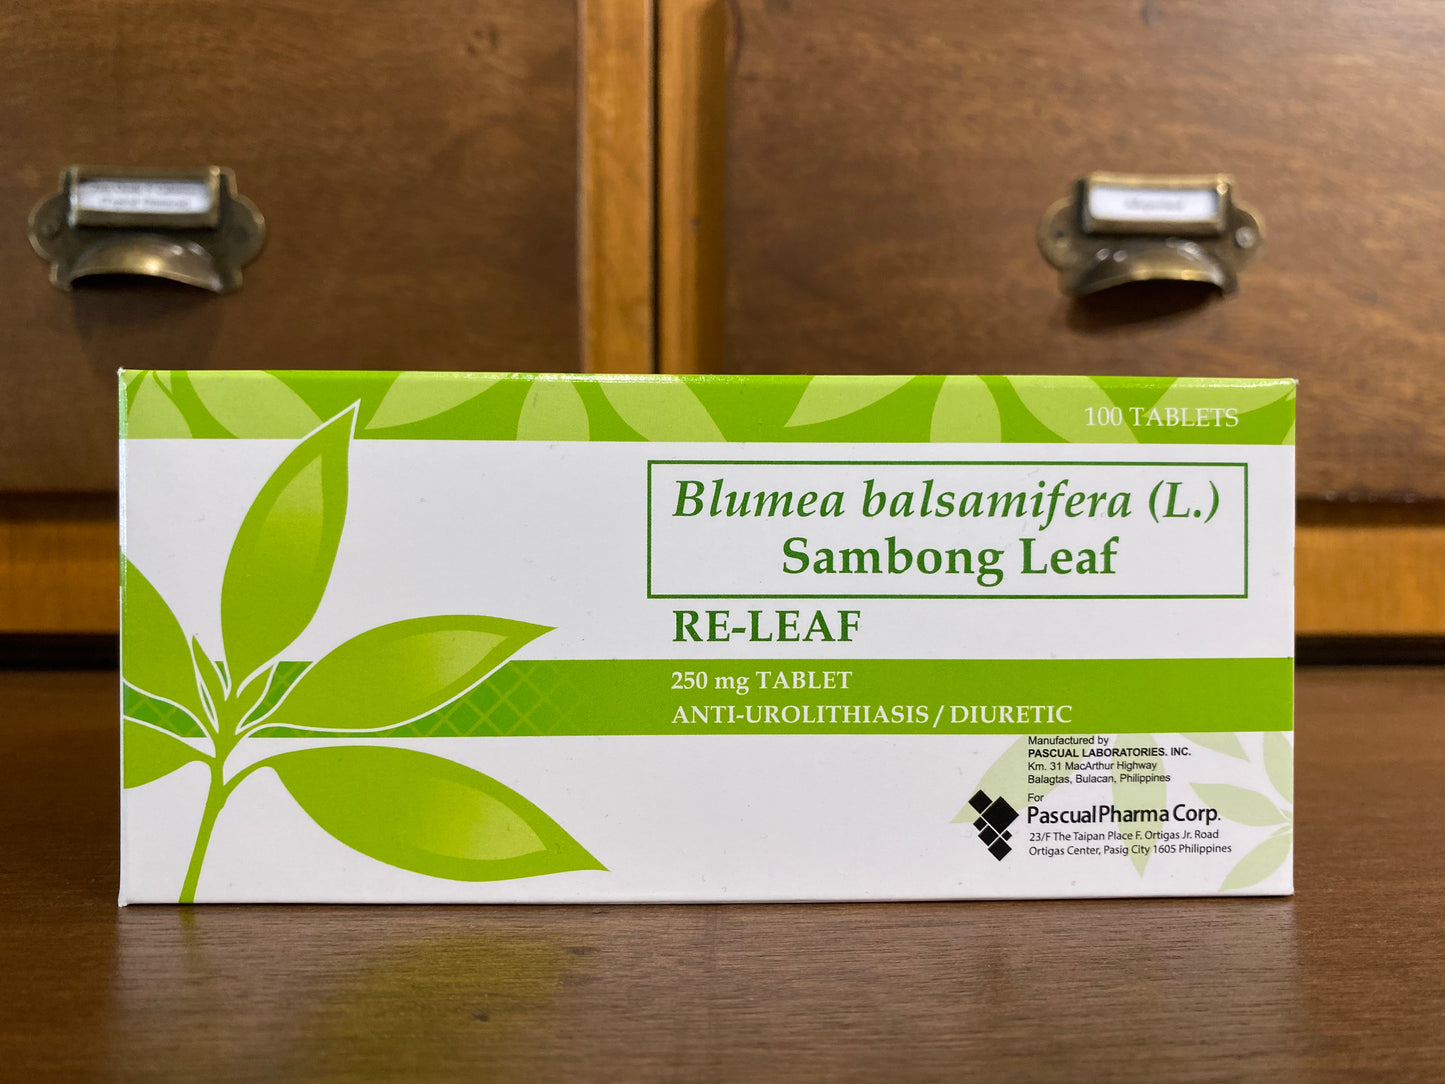 100 TABLETS
Blumea balsamifera (L.)
Sambong Leaf
RE-LEAF
250 mg TABLET
ANTI-UROLITHIASIS / DIURETIC
Manufactured by
PASCUAL LABORATORIES. INC.
Km. 31 MacArthur Highway
Balagtas, Bulacan, Philippines
For
PascualPharma Corp.
23/F The Taipan Place F. Ortigas Jr. Road
Ortigas Center, Pasig City 1605 Philippines